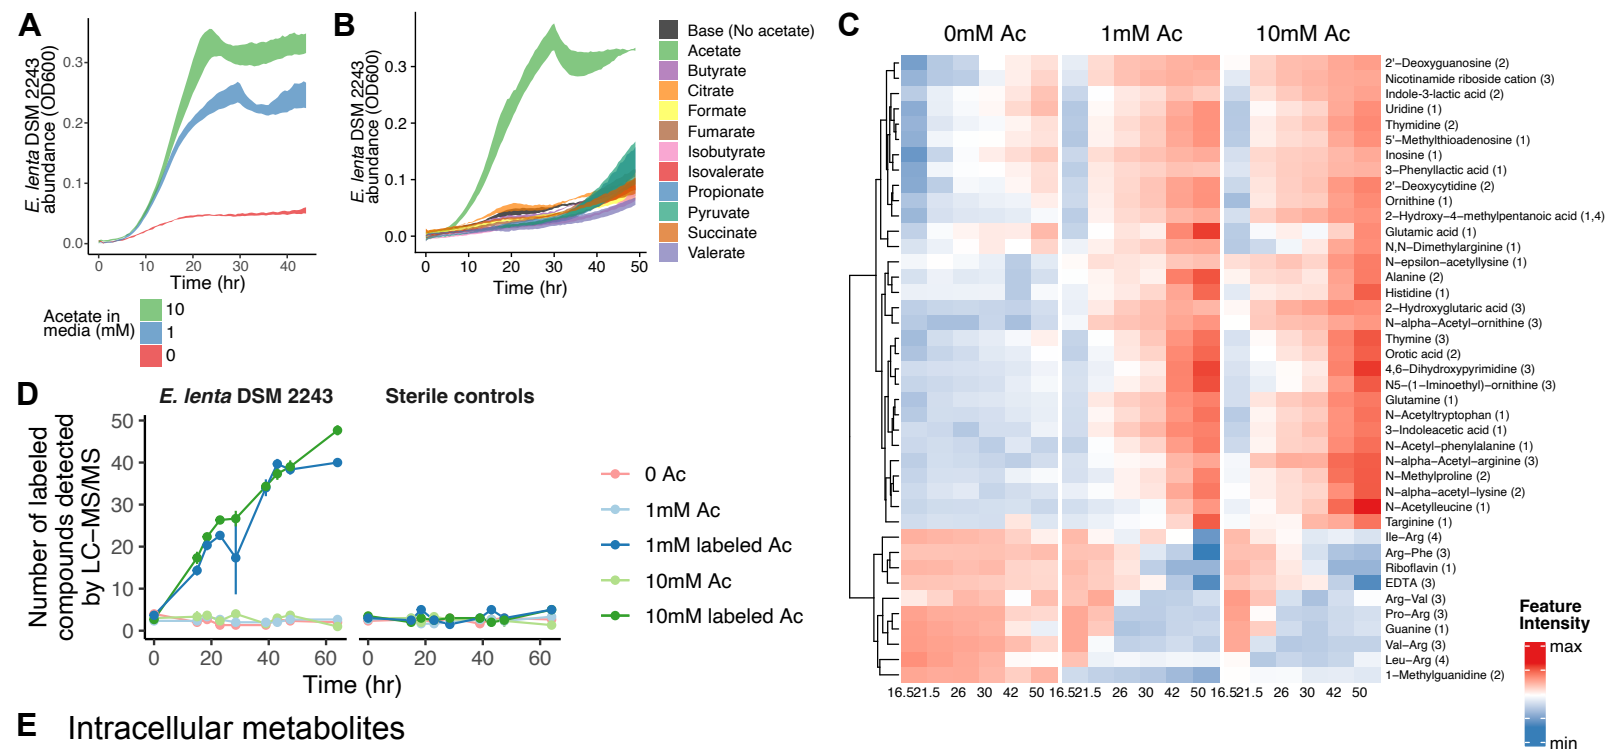 A
E. lenta DSM 2243
abundance (OD600)
0.3
0.2
0.1
0.0
0 10 20 30 40
Time (hr)
Acetate in
media (mM)
10
1
0
B
E. lenta DSM 2243
abundance (OD600)
0.3
0.2
0.1
0.0
0 10 20 30 40 50
Time (hr)
Base (No acetate)
Acetate
Butyrate
Citrate
Formate
Fumarate
Isobutyrate
Isovalerate
Propionate
Pyruvate
Succinate
Valerate
C
0mM Ac 1mM Ac 10mM Ac
2'−Deoxyguanosine (2)
Nicotinamide riboside cation (3)
Indole-3-lactic acid (2)
Uridine (1)
Thymidine (2)
5'−Methylthioadenosine (1)
Inosine (1)
3−Phenyllactic acid (1)
2'−Deoxycytidine (2)
Ornithine (1)
2−Hydroxy−4−methylpentanoic acid (1,4)
Glutamic acid (1)
N,N−Dimethylarginine (1)
N−epsilon−acetyllysine (1)
Alanine (2)
Histidine (1)
2−Hydroxyglutaric acid (3)
N−alpha−Acetyl−ornithine (3)
Thymine (3)
Orotic acid (2)
4,6−Dihydroxypyrimidine (3)
N5−(1−Iminoethyl)−ornithine (3)
Glutamine (1)
N−Acetyltryptophan (1)
3−Indoleacetic acid (1)
N−Acetyl−phenylalanine (1)
N−alpha−Acetyl−arginine (3)
N−Methylproline (2)
N−alpha−acetyl−lysine (2)
N−Acetylleucine (1)
Targinine (1)
Ile−Arg (4)
Arg−Phe (3)
Riboflavin (1)
EDTA (3)
Arg−Val (3)
Pro−Arg (3)
Guanine (1)
Val−Arg (3)
Leu−Arg (4)
1−Methylguanidine (2)
16.5 21.5 26 30 42 50 16.5 21.5 26 30 42 50 16.5 21.5 26 30 42 50
Feature
Intensity
max
min
D
E. lenta DSM 2243 Sterile controls
Number of labeled
compounds detected
by LC−MS/MS
50
40
30
20
10
0
0 20 40 60 0 20 40 60
Time (hr)
0 Ac
1mM Ac
1mM labeled Ac
10mM Ac
10mM labeled Ac
E Intracellular metabolites